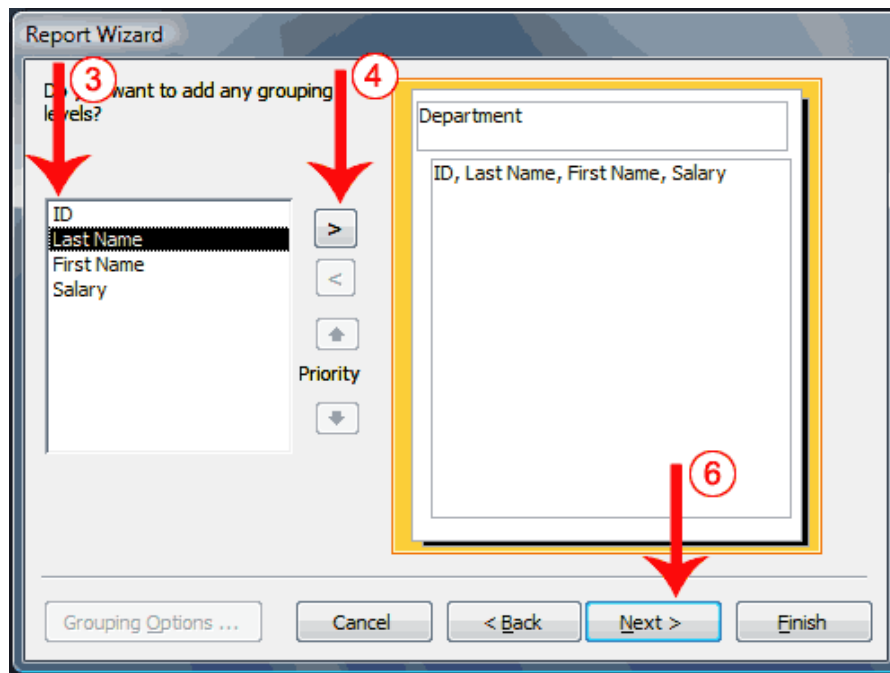 Report Wizard
3
4
Do you want to add any grouping
levels?
Department
ID, Last Name, First Name, Salary
ID
Last Name
First Name
Salary
>
<
Priority
6
Grouping Options ...
Cancel
< Back
Next >
Finish